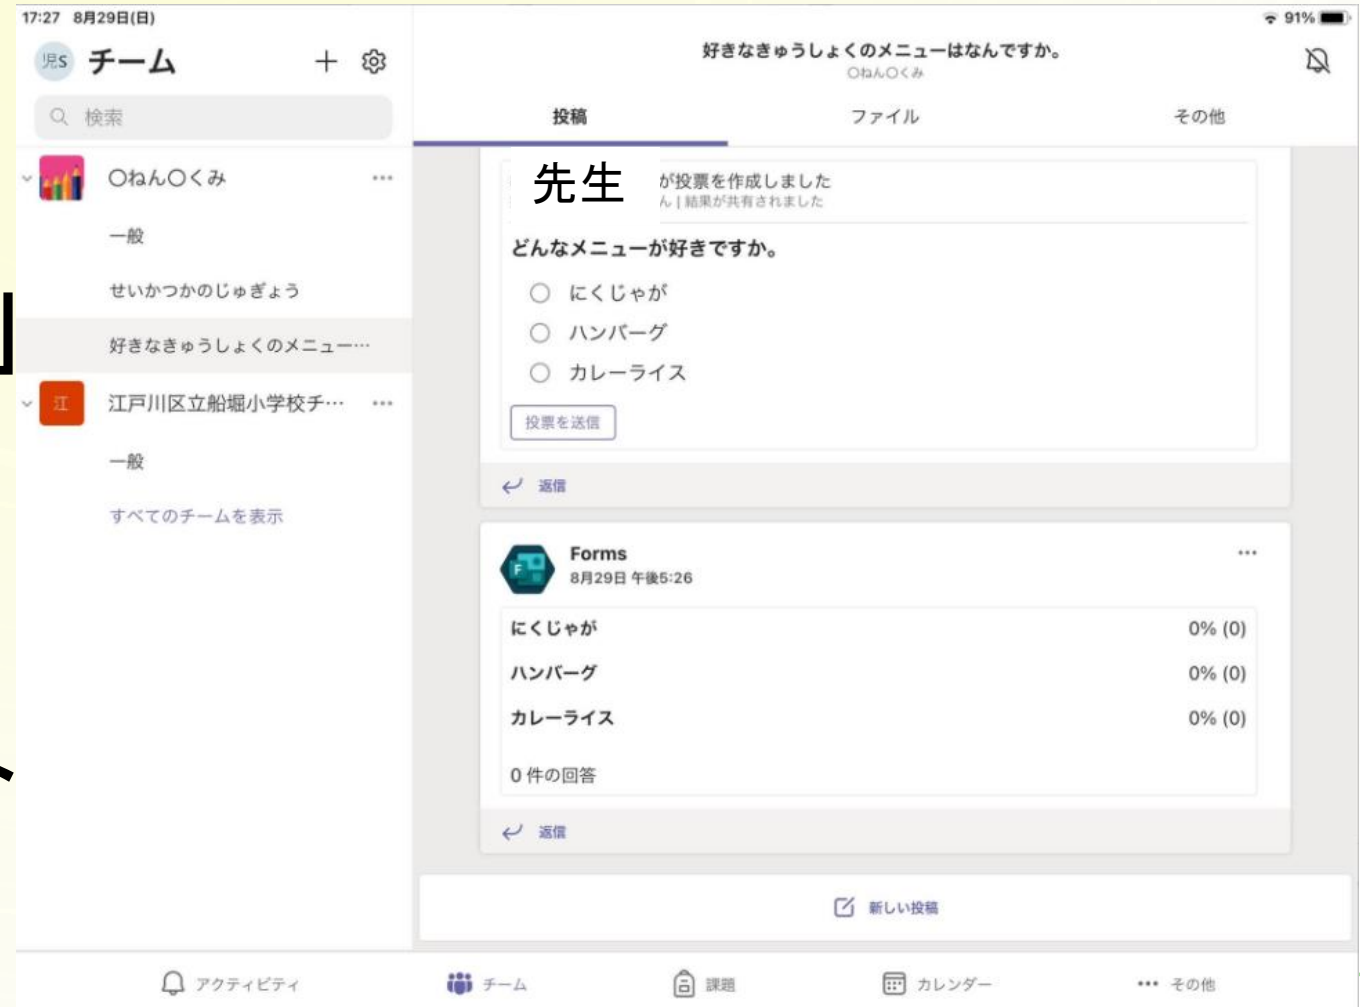 17:27 8月29日(日)
91%
児S チーム
検索
〇ねん〇くみ
一般
せいかつかのじゅぎょう
好きなきゅうしょくのメニュー…
江 江戸川区立船堀小学校チ…
一般
すべてのチームを表示
好きなきゅうしょくのメニューはなんですか。
〇ねん〇くみ
投稿 ファイル その他
先生 が投票を作成しました
ん | 結果が共有されました
どんなメニューが好きですか。
にくじゃが
ハンバーグ
カレーライス
投票を送信
返信
Forms
8月29日 午後5:26
にくじゃが 0% (0)
ハンバーグ 0% (0)
カレーライス 0% (0)
0 件の回答
返信
新しい投稿
アクティビティ チーム 課題 カレンダー その他